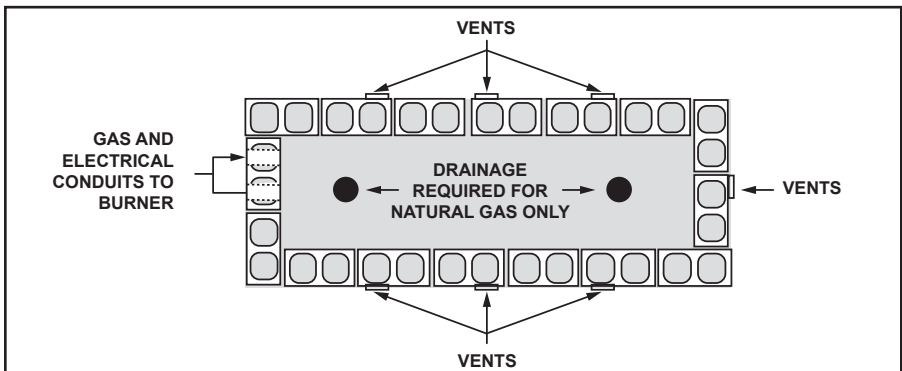 VENTS
GAS AND
ELECTRICAL
CONDUITS TO
BURNER
DRAINAGE
REQUIRED FOR
NATURAL GAS ONLY
VENTS
VENTS